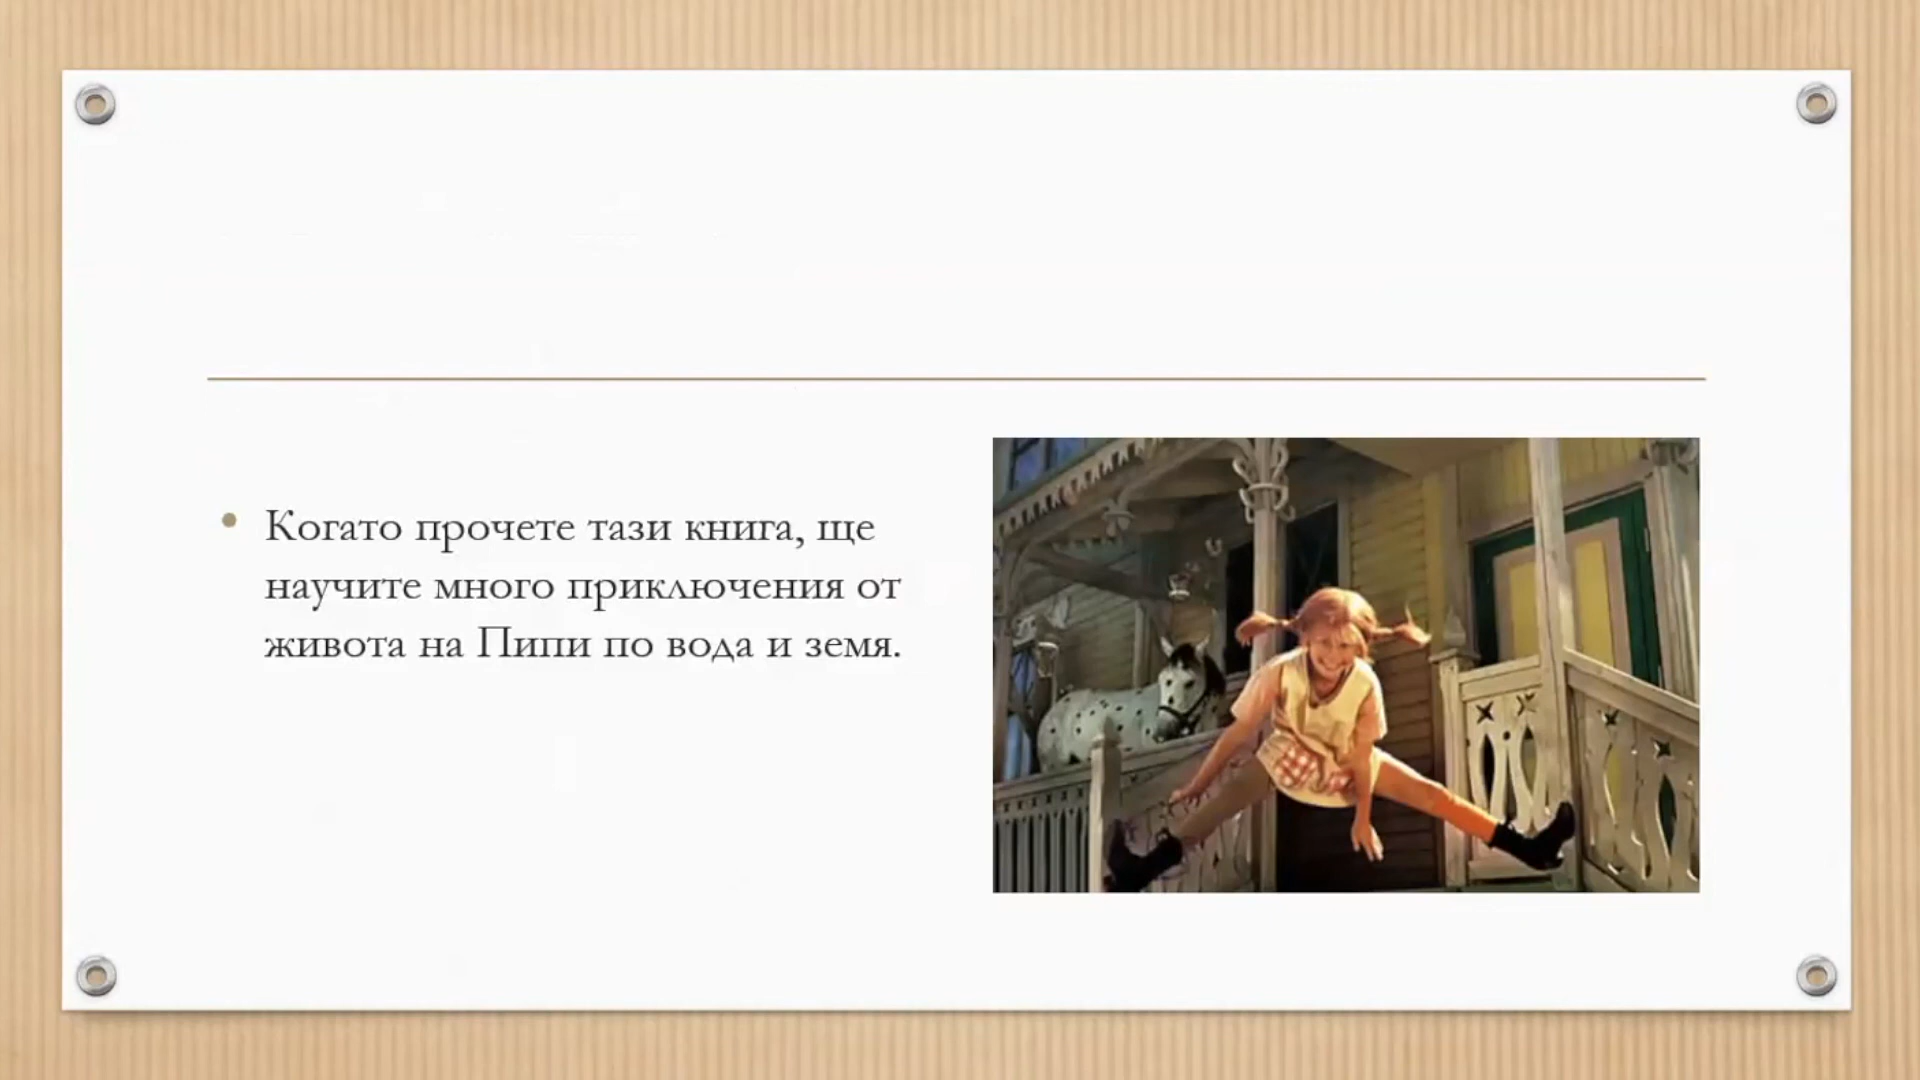 Когато прочете тази книга, ще
научите много приключения от
живота на Пипи по вода и земя.